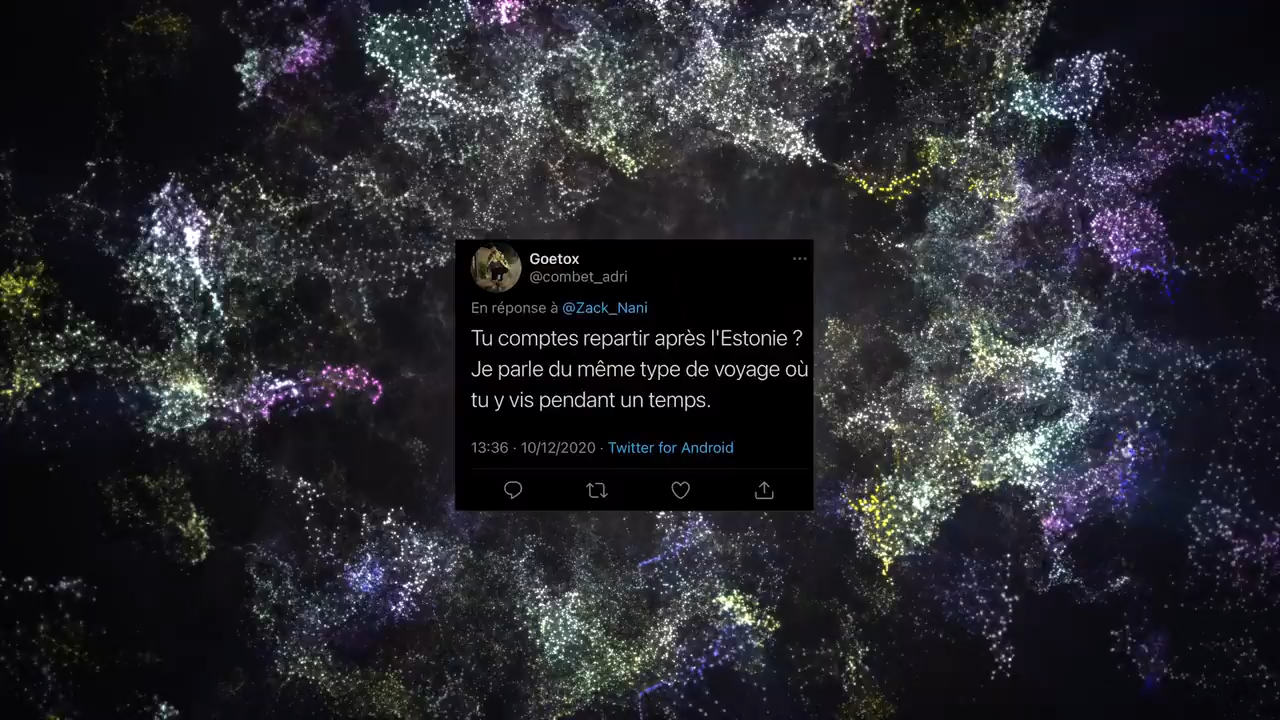 Goetox
@combet_adri
En réponse à @Zack_Nani
Tu comptes repartir après l'Estonie ?
Je parle du même type de voyage où
tu y vis pendant un temps.
13:36 · 10/12/2020 · Twitter for Android